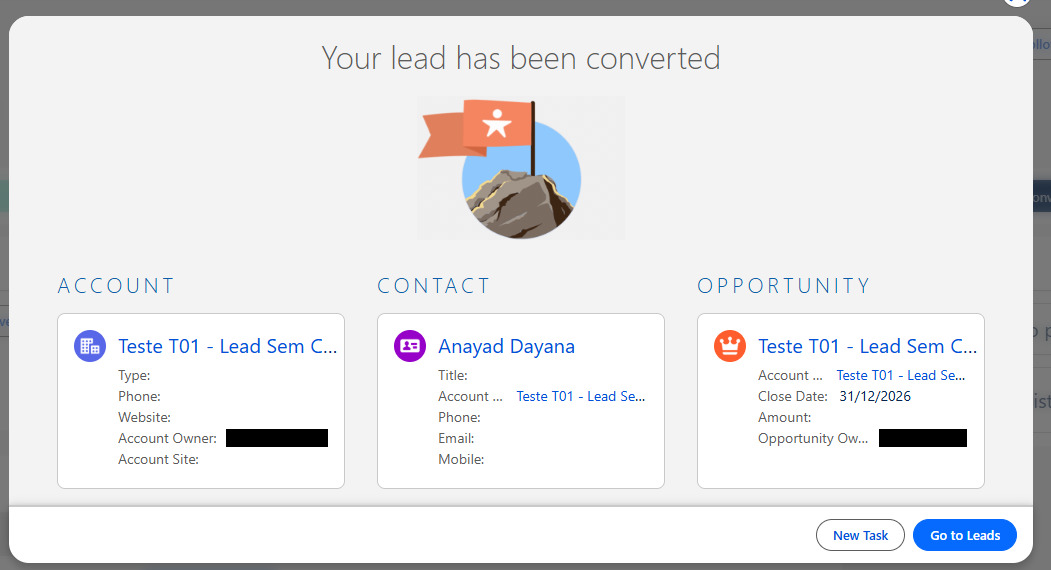 Your lead has been converted
ACCOUNT
Teste T01 - Lead Sem C...
Type:
Phone:
Website:
Account Owner:
Account Site:
CONTACT
Anayad Dayana
Title:
Account ... Teste T01 - Lead Se...
Phone:
Email:
Mobile:
OPPORTUNITY
Teste T01 - Lead Sem C...
Account ... Teste T01 - Lead Se...
Close Date: 31/12/2026
Amount:
Opportunity Ow...
New Task
Go to Leads